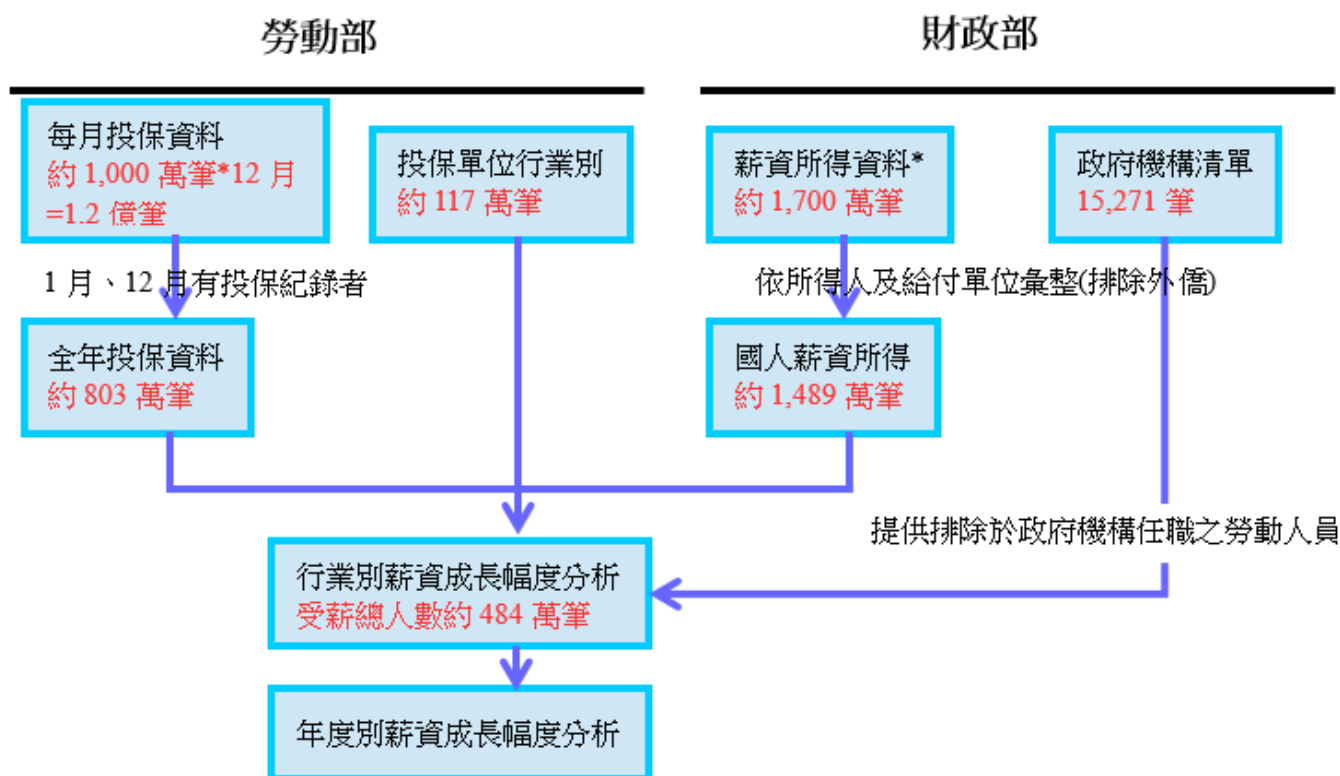 勞動部
財政部
每月投保資料
約 1,000 萬筆*12 月
=1.2 億筆
投保單位行業別
約 117 萬筆
薪資所得資料*
約 1,700 萬筆
政府機構清單
15,271 筆
1 月、12 月有投保紀錄者
依所得人及給付單位彙整(排除外僑)
全年投保資料
約 803 萬筆
國人薪資所得
約 1,489 萬筆
提供排除於政府機構任職之勞動人員
行業別薪資成長幅度分析
受薪總人數約 484 萬筆
年度別薪資成長幅度分析